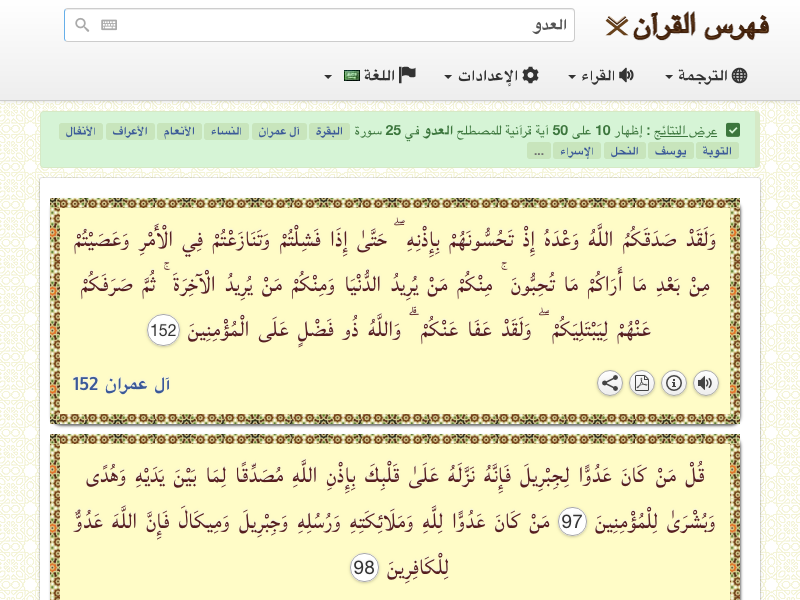 فهرس القرآن
العدو
الترجمة القراء الإعدادات اللغة
عرض النتائج : إظهار 10 على 50 آية قرآنية للمصطلح العدو في 25 سورة البقرة آل عمران النساء الأنعام الأعراف الأنفال
التوبة يوسف النحل الإسراء ...
وَلَقَدْ صَدَقَكُمُ اللَّهُ وَعْدَهُ إِذْ تَحُسُّونَهُمْ بِإِذْنِهِ ۖ حَتَّىٰ إِذَا فَشِلْتُمْ وَتَنَازَعْتُمْ فِي الْأَمْرِ وَعَصَيْتُمْ
مِنْ بَعْدِ مَا أَرَاكُمْ مَا تُحِبُّونَ ۚ مِنْكُمْ مَنْ يُرِيدُ الدُّنْيَا وَمِنْكُمْ مَنْ يُرِيدُ الْآخِرَةَ ۚ ثُمَّ صَرَفَكُمْ
عَنْهُمْ لِيَبْتَلِيَكُمْ ۖ وَلَقَدْ عَفَا عَنْكُمْ ۗ وَاللَّهُ ذُو فَضْلٍ عَلَى الْمُؤْمِنِينَ 152
آل عمران 152
قُلْ مَنْ كَانَ عَدُوًّا لِجِبْرِيلَ فَإِنَّهُ نَزَّلَهُ عَلَىٰ قَلْبِكَ بِإِذْنِ اللَّهِ مُصَدِّقًا لِمَا بَيْنَ يَدَيْهِ وَهُدًى
وَبُشْرَىٰ لِلْمُؤْمِنِينَ 97 مَنْ كَانَ عَدُوًّا لِلَّهِ وَمَلَائِكَتِهِ وَرُسُلِهِ وَجِبْرِيلَ وَمِيكَالَ فَإِنَّ اللَّهَ عَدُوٌّ
لِلْكَافِرِينَ 98